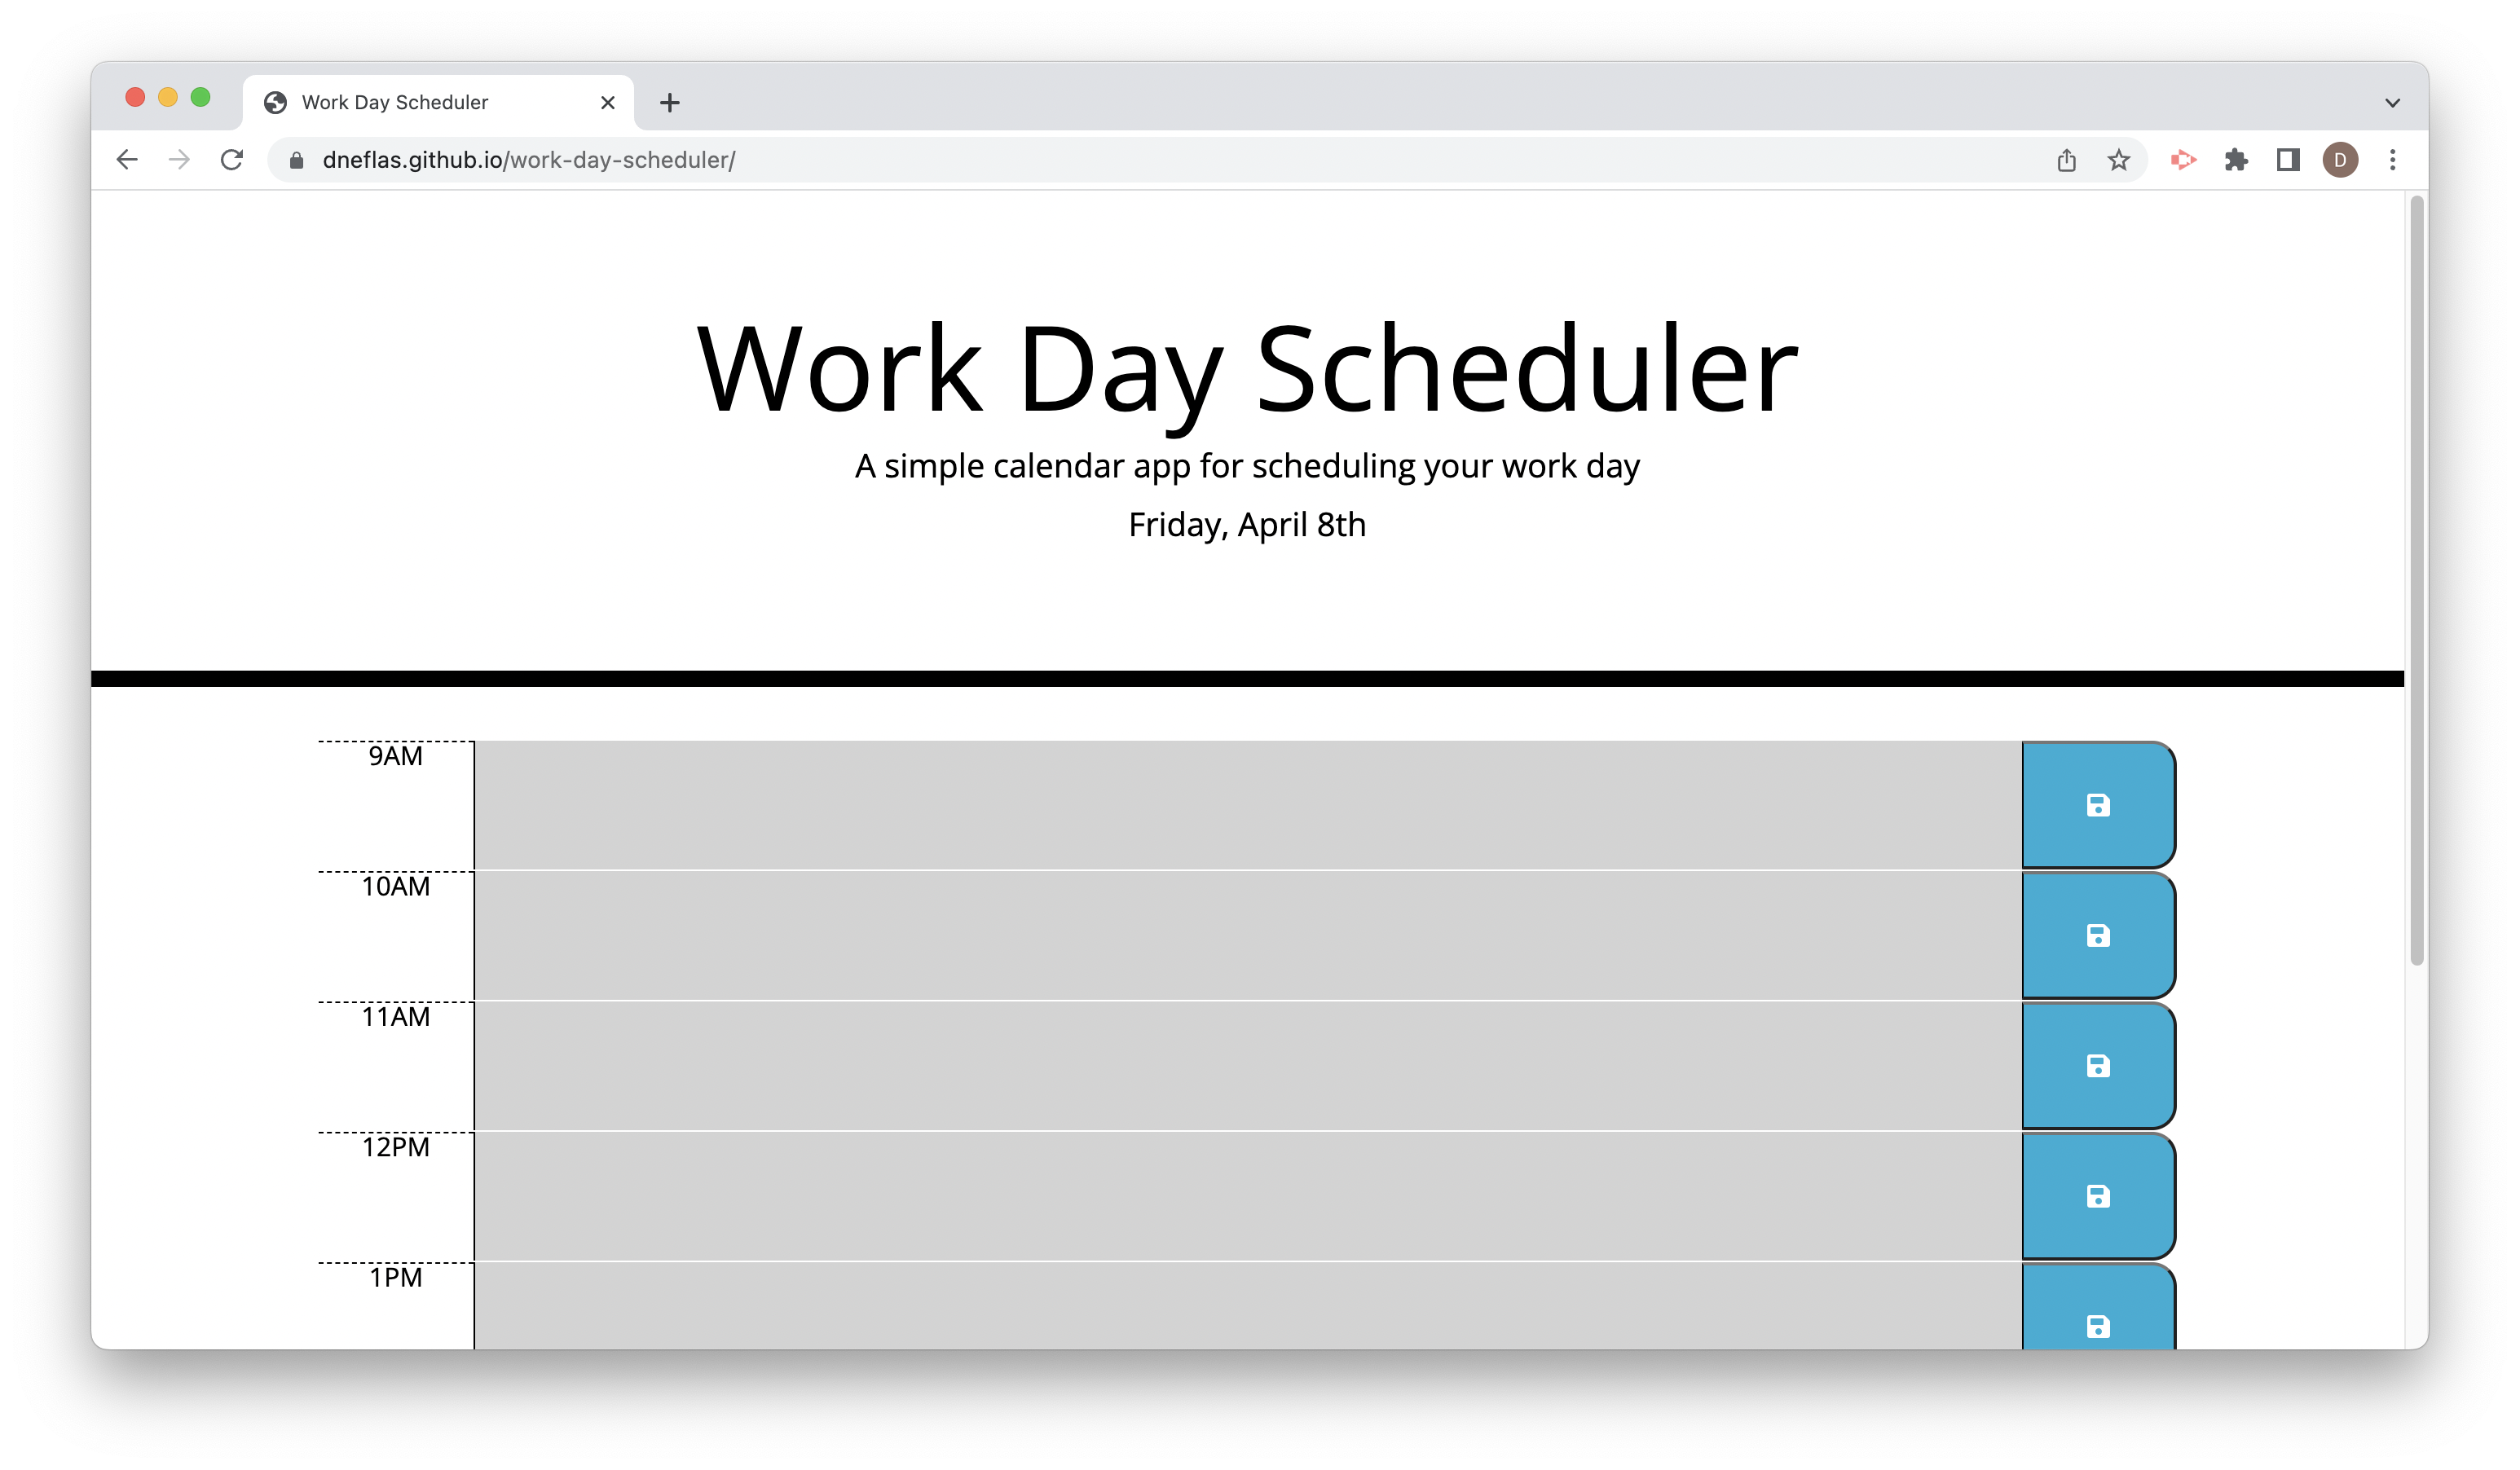 Work Day Scheduler
dneflas.github.io/work-day-scheduler/
D
Work Day Scheduler
A simple calendar app for scheduling your work day
Friday, April 8th
9AM
10AM
11AM
12PM
1PM